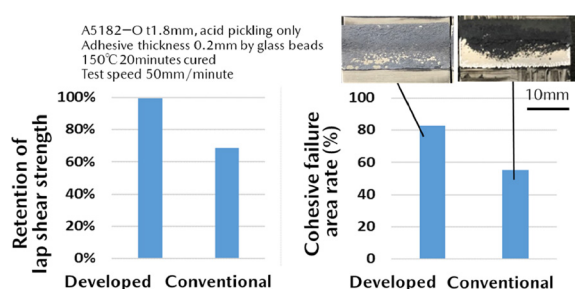 A5182−O t1.8mm, acid pickling only
Adhesive thickness 0.2mm by glass beads
150℃ 20minutes cured
Test speed 50mm/minute
Retention of
lap shear strength
100%
80%
60%
40%
20%
0%
Developed Conventional
10mm
Cohesive failure
area rate (%)
100
80
60
40
20
0
Developed Conventional